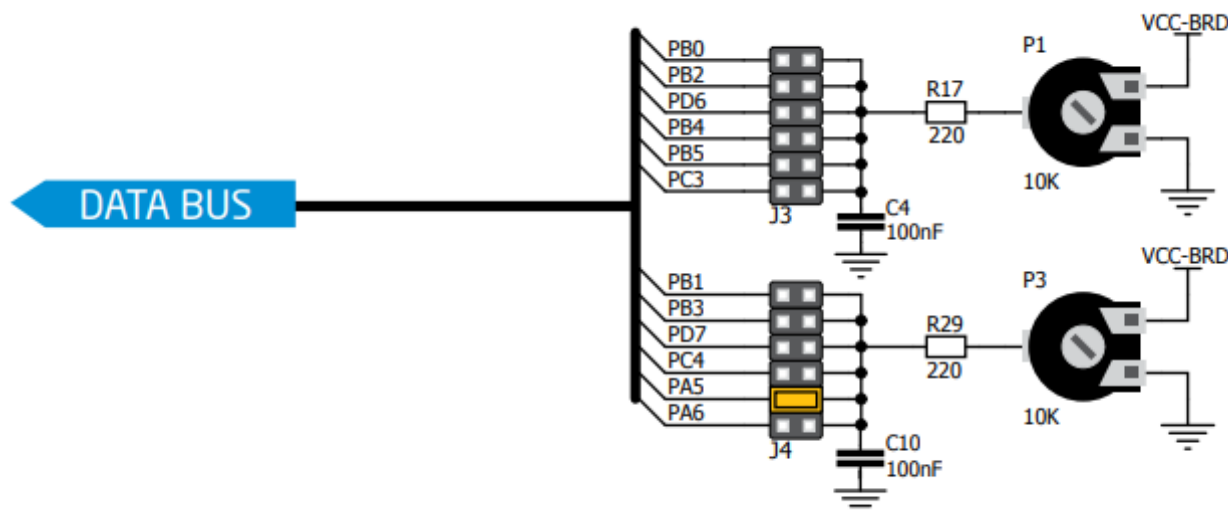 VCC-BRD
P1
PB0
PB2
PD6
PB4
PB5
PC3
R17
220
10K
J3
C4
100nF
DATA BUS
VCC-BRD
P3
PB1
PB3
PD7
PC4
PA5
PA6
R29
220
10K
J4
C10
100nF